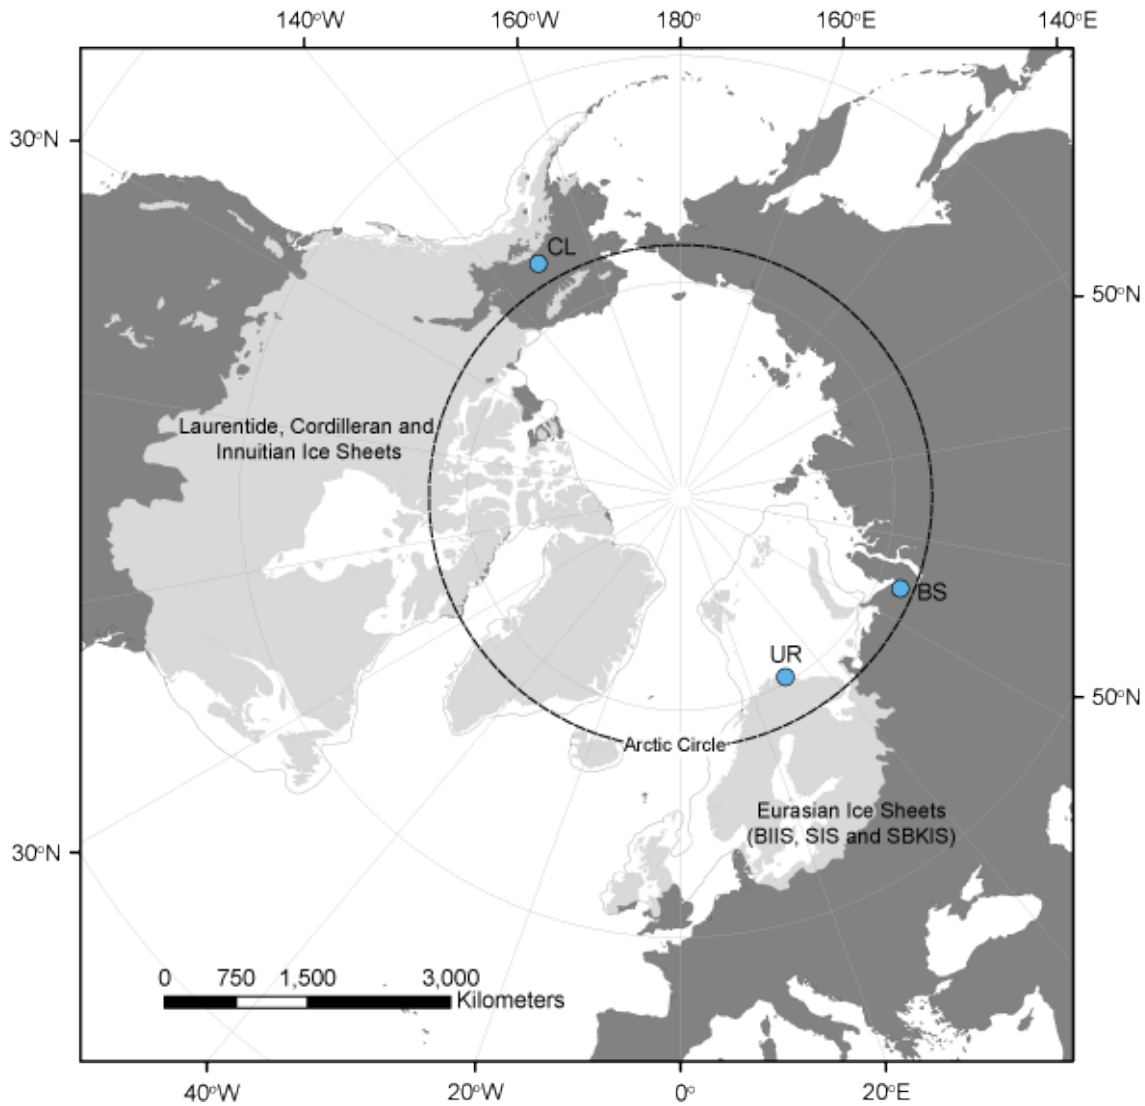 140°W 160°W 180° 160°E 140°E
30°N
CL
50°N
Laurentide, Cordilleran and
Innuitian Ice Sheets
BS
UR
50°N
Arctic Circle
Eurasian Ice Sheets
(BIIS, SIS and SBKIS)
30°N
0 750 1,500 3,000
Kilometers
40°W 20°W 0° 20°E